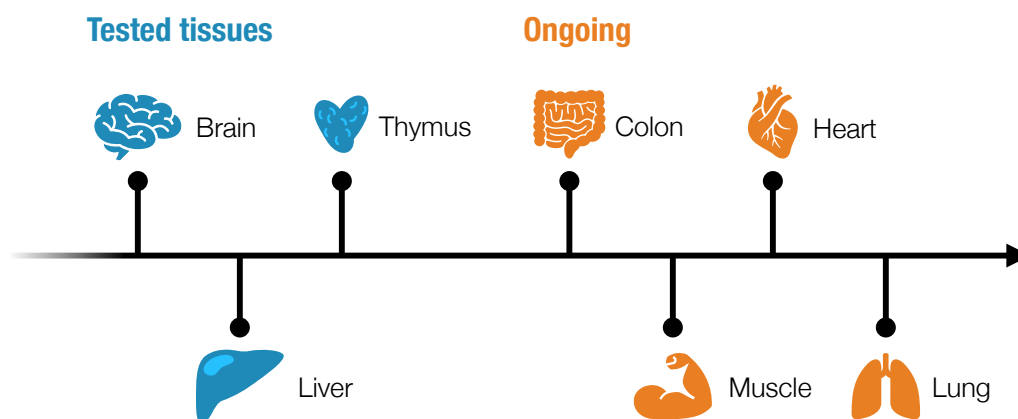 Tested tissues
Ongoing
Brain
Thymus
Colon
Heart
Liver
Muscle
Lung